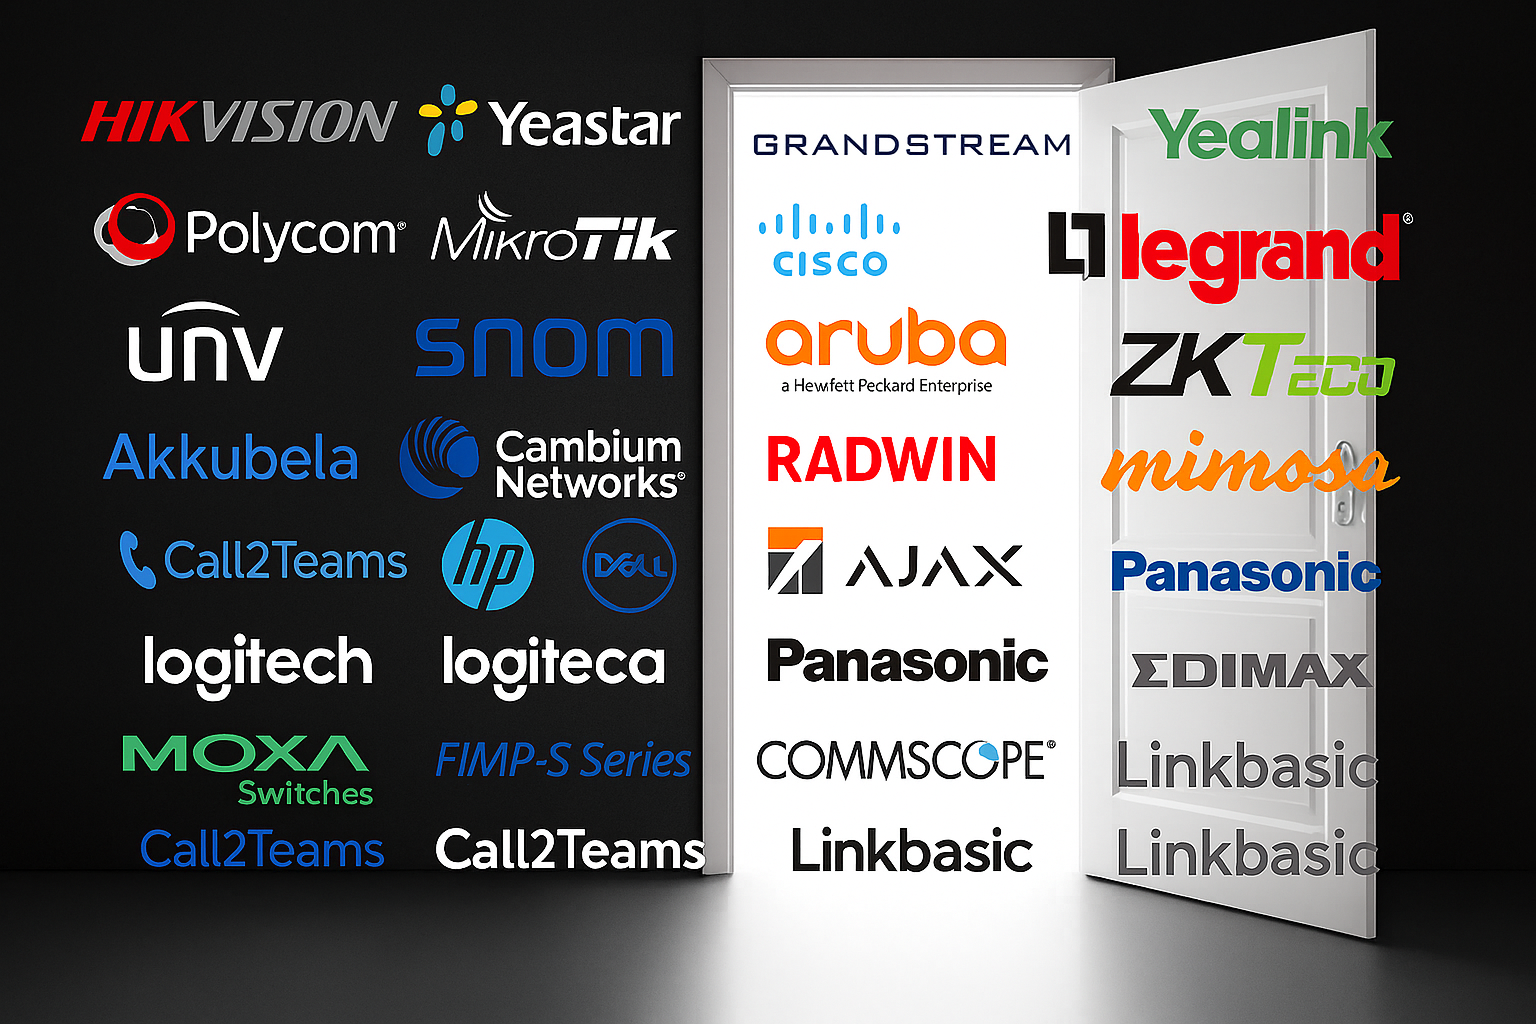 HIKVISION
Yeastar
GRANDSTREAM
Yealink
Polycom®
MikroTik
CISCO
legrand®
unv
snom
aruba
a Hewfett Peckard Enterprise
ZKTECO
Akkubela
Cambium
Networks®
RADWIN
mimosa
Call2Teams
hp
DELL
AJAX
Panasonic
logitech
logiteca
Panasonic
ΣDIMAX
MOXA
Switches
FIMP-S Series
COMMSCOPE®
Linkbasic
Call2Teams
Call2Teams
Linkbasic
Linkbasic